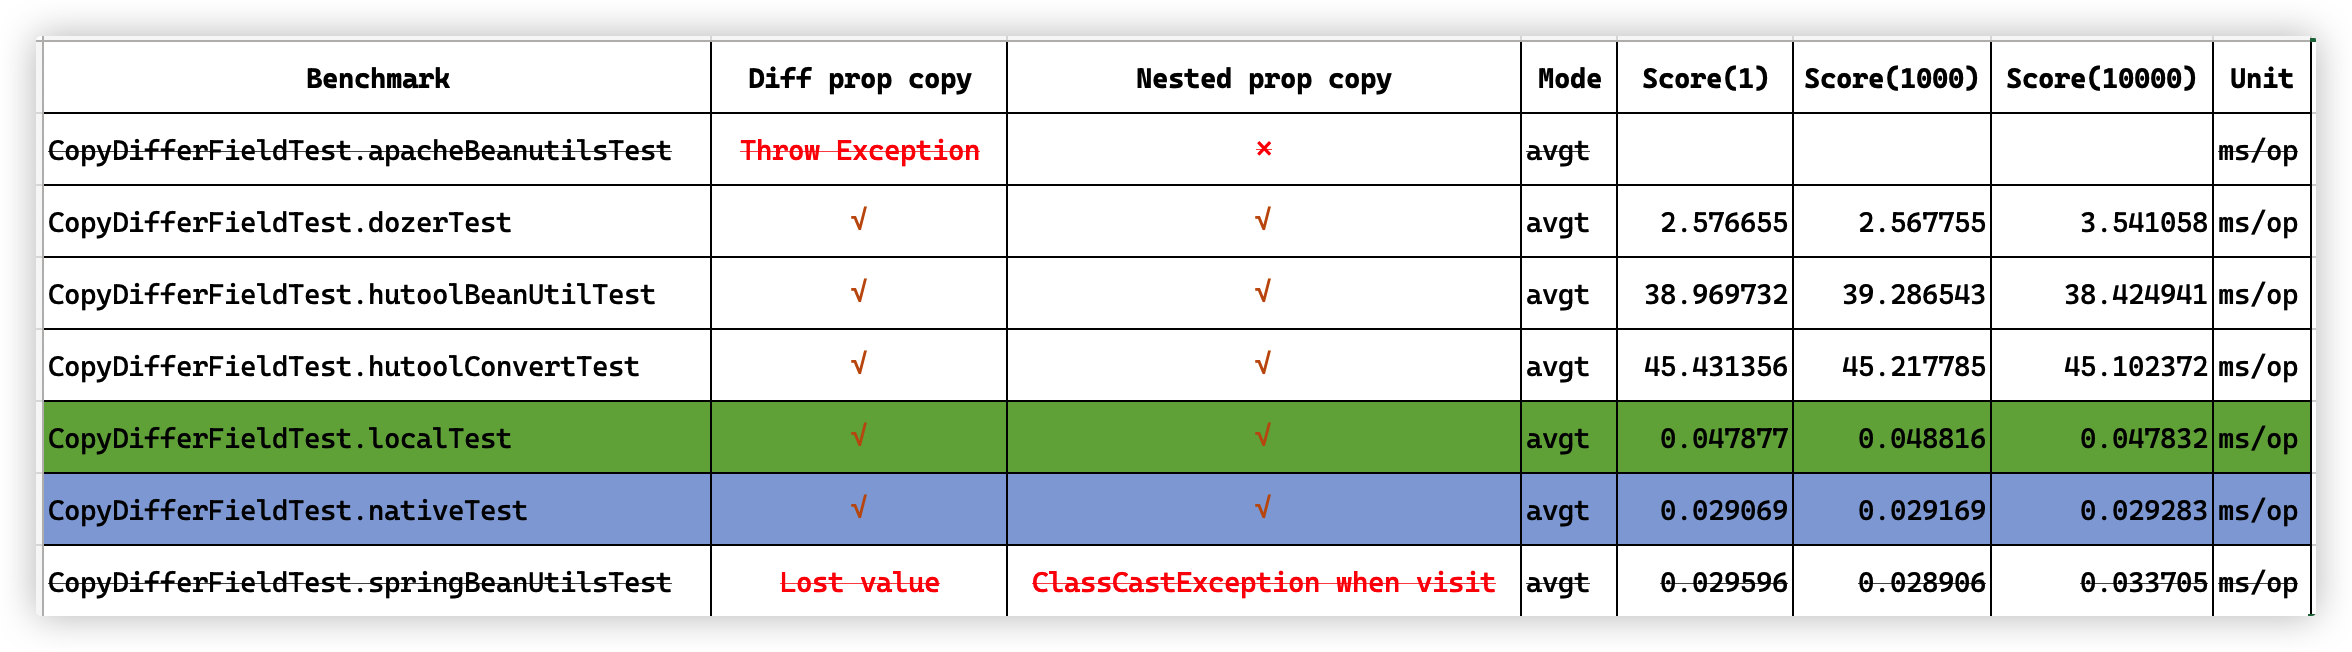 Benchmark Diff prop copy Nested prop copy Mode Score(1) Score(1000) Score(10000) Unit
CopyDifferFieldTest.apacheBeanutilsTest Throw Exception × avgt ms/op
CopyDifferFieldTest.dozerTest √ √ avgt 2.576655 2.567755 3.541058 ms/op
CopyDifferFieldTest.hutoolBeanUtilTest √ √ avgt 38.969732 39.286543 38.424941 ms/op
CopyDifferFieldTest.hutoolConvertTest √ √ avgt 45.431356 45.217785 45.102372 ms/op
CopyDifferFieldTest.localTest √ √ avgt 0.047877 0.048816 0.047832 ms/op
CopyDifferFieldTest.nativeTest √ √ avgt 0.029069 0.029169 0.029283 ms/op
CopyDifferFieldTest.springBeanUtilsTest Lost value ClassCastException when visit avgt 0.029596 0.028906 0.033705 ms/op